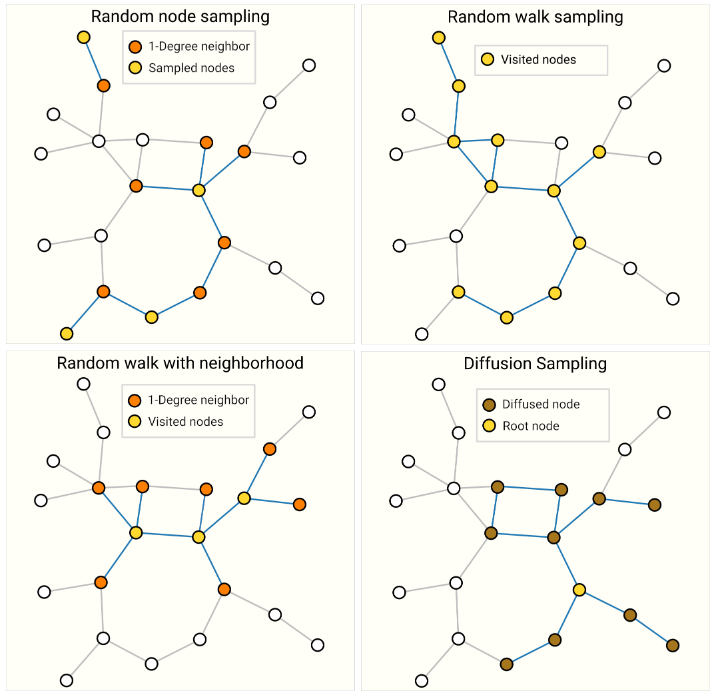 Random node sampling
1-Degree neighbor
Sampled nodes
Random walk sampling
Visited nodes
Random walk with neighborhood
1-Degree neighbor
Visited nodes
Diffusion Sampling
Diffused node
Root node